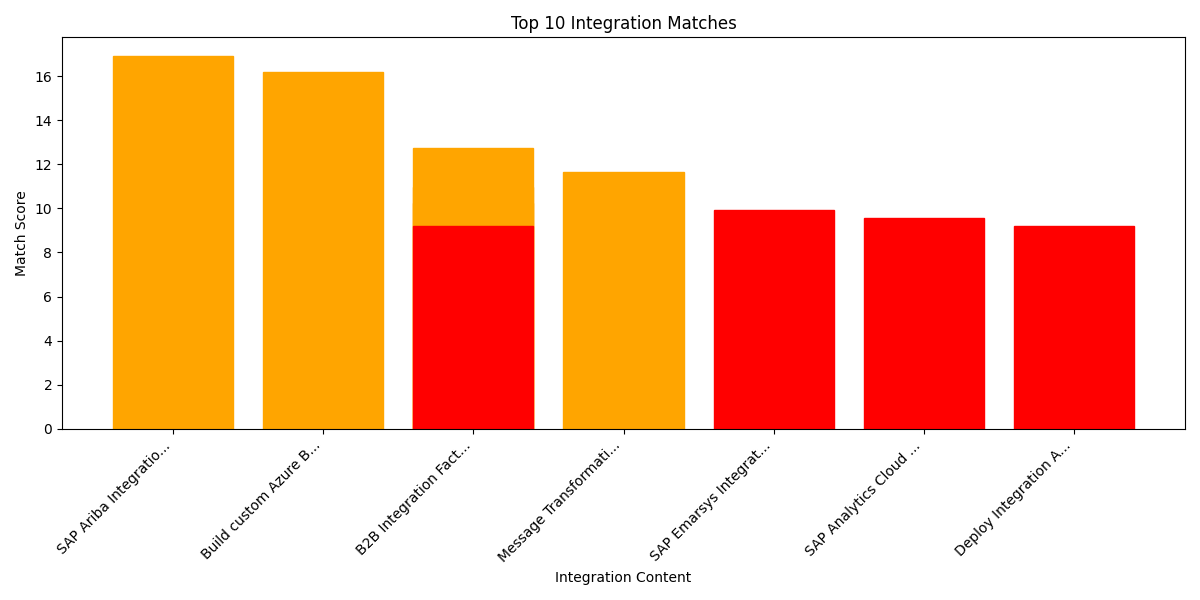 Top 10 Integration Matches
Match Score
16
14
12
10
8
6
4
2
0
SAP Ariba Integratio...
Build custom Azure B...
B2B Integration Fact...
Message Transformati...
SAP Emarsys Integrat...
SAP Analytics Cloud ...
Deploy Integration A...
Integration Content